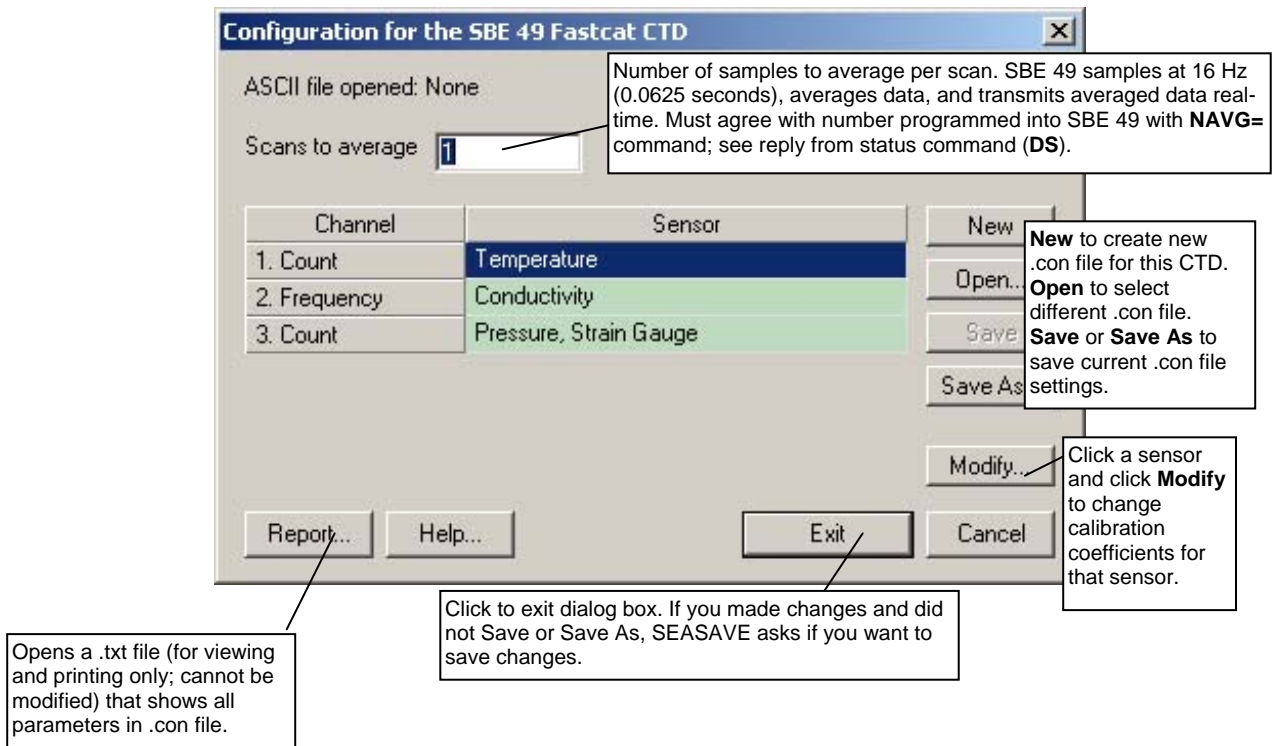 Configuration for the SBE 49 Fastcat CTD
ASCII file opened: None
Number of samples to average per scan. SBE 49 samples at 16 Hz
(0.0625 seconds), averages data, and transmits averaged data real-
time. Must agree with number programmed into SBE 49 with NAVG=
command; see reply from status command (DS).
Scans to average 1
Channel Sensor
1. Count Temperature
2. Frequency Conductivity
3. Count Pressure, Strain Gauge
New
Open...
Save
Save As
New to create new
.con file for this CTD.
Open to select
different .con file.
Save or Save As to
save current .con file
settings.
Modify...
Click a sensor
and click Modify
to change
calibration
coefficients for
that sensor.
Report... Help... Exit Cancel
Click to exit dialog box. If you made changes and did
not Save or Save As, SEASAVE asks if you want to
save changes.
Opens a .txt file (for viewing
and printing only; cannot be
modified) that shows all
parameters in .con file.